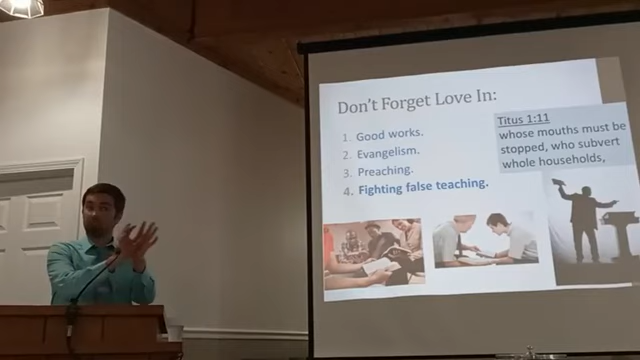 Don't Forget Love In:
1. Good works.
2. Evangelism.
3. Preaching.
4. Fighting false teaching.
Titus 1:11
whose mouths must be
stopped, who subvert
whole households,